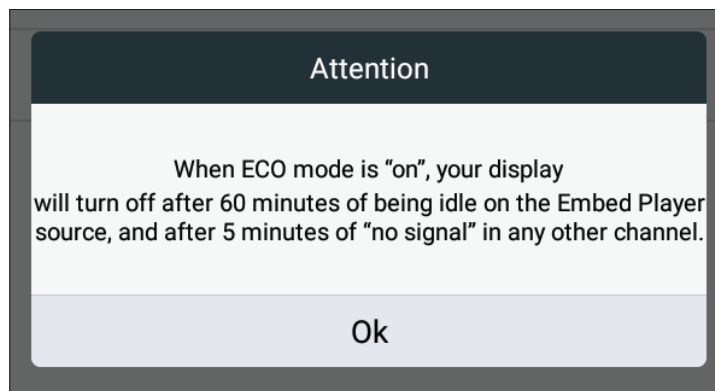 Attention
When ECO mode is “on”, your display
will turn off after 60 minutes of being idle on the Embed Player
source, and after 5 minutes of “no signal” in any other channel.
Ok